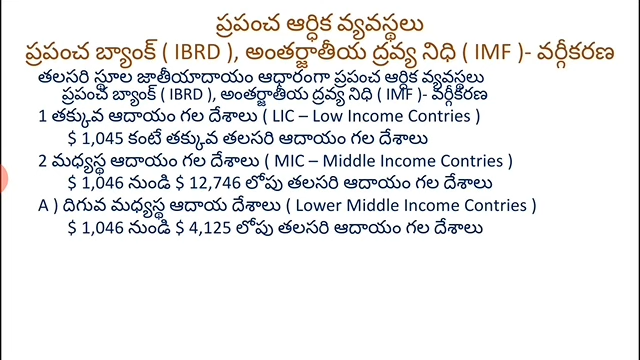 ప్రపంచ ఆర్ధిక వ్యవస్థలు
ప్రపంచ బ్యాంక్ ( IBRD ), అంతర్జాతీయ ద్రవ్య నిధి ( IMF )- వర్గీకరణ
తలసరి స్థూల జాతీయాదాయం ఆధారంగా ప్రపంచ ఆర్ధిక వ్యవస్థలు
ప్రపంచ బ్యాంక్ ( IBRD ), అంతర్జాతీయ ద్రవ్య నిధి ( IMF )- వర్గీకరణ
1 తక్కువ ఆదాయం గల దేశాలు ( LIC – Low Income Contries )
$ 1,045 కంటే తక్కువ తలసరి ఆదాయం గల దేశాలు
2 మధ్యస్థ ఆదాయం గల దేశాలు ( MIC – Middle Income Contries )
$ 1,046 నుండి $ 12,746 లోపు తలసరి ఆదాయం గల దేశాలు
A ) దిగువ మధ్యస్థ ఆదాయ దేశాలు ( Lower Middle Income Contries )
$ 1,046 నుండి $ 4,125 లోపు తలసరి ఆదాయం గల దేశాలు